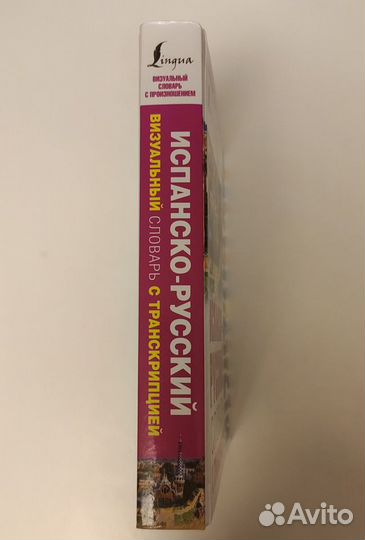 Lingua
ВИЗУАЛЬНЫЙ
СЛОВАРЬ
С ПРОИЗНОШЕНИЕМ
ИСПАНСКО-РУССКИЙ
ВИЗУАЛЬНЫЙ СЛОВАРЬ С ТРАНСКРИПЦИЕЙ
Avito